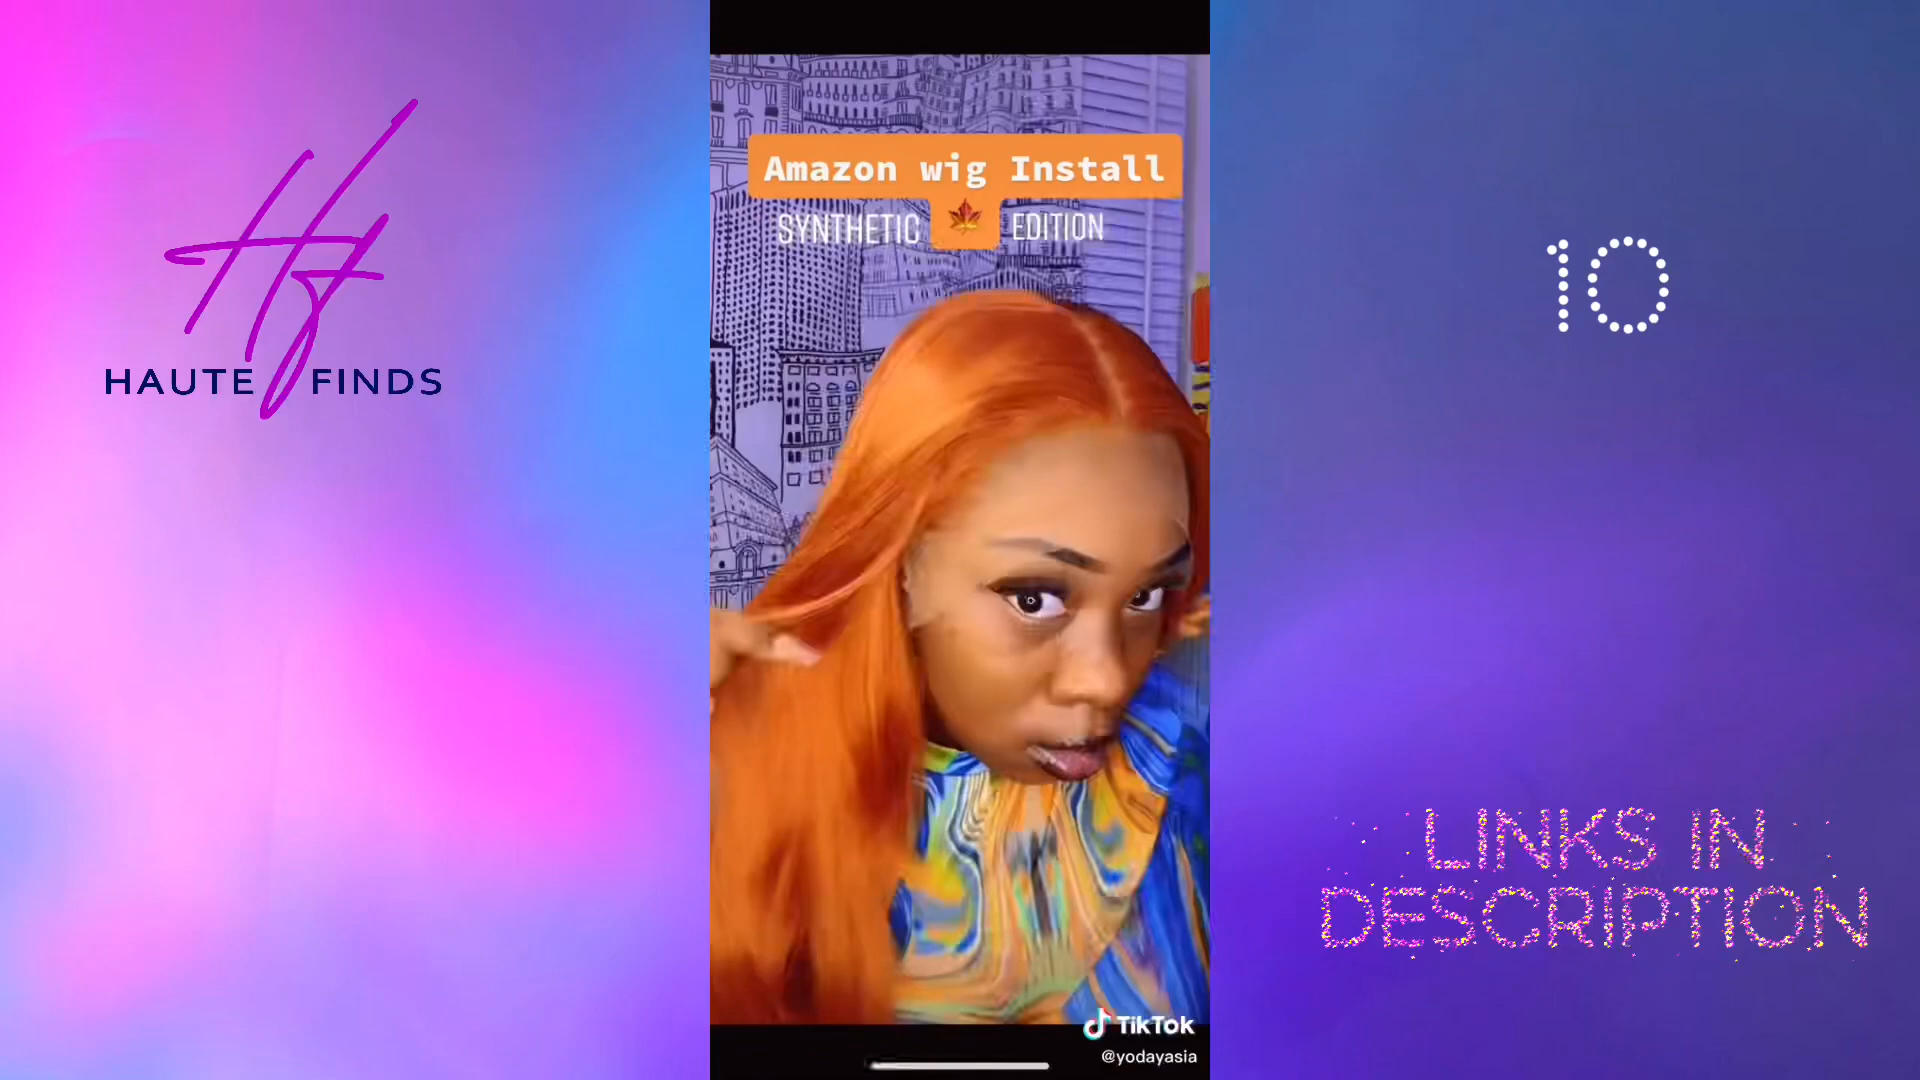 Hf
HAUTE FINDS
Amazon wig Install
SYNTHETIC 🍁 EDITION
10
LINKS IN
DESCRIPTION
TikTok
@yodayasia